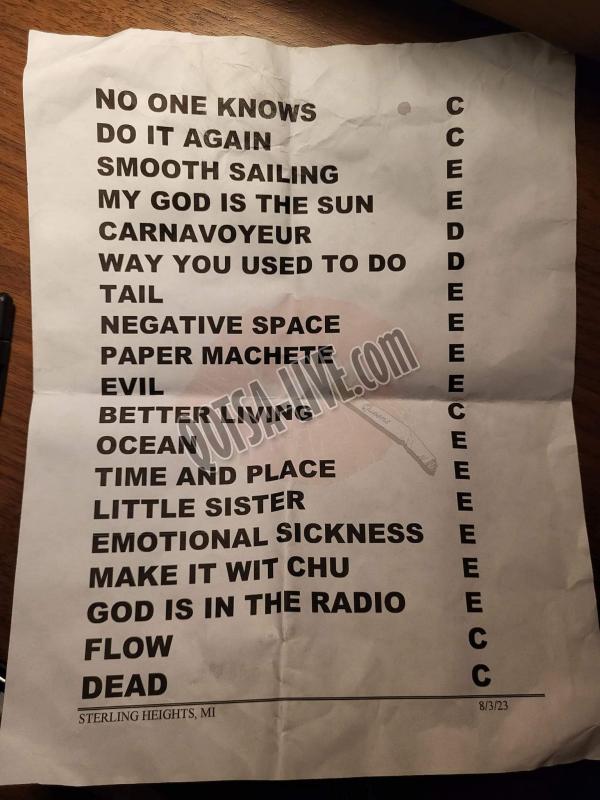 NO ONE KNOWS C
DO IT AGAIN C
SMOOTH SAILING E
MY GOD IS THE SUN E
CARNAVOYEUR D
WAY YOU USED TO DO D
TAIL E
NEGATIVE SPACE E
PAPER MACHETE E
EVIL E
BETTER LIVING C
OCEAN E
TIME AND PLACE E
LITTLE SISTER E
EMOTIONAL SICKNESS E
MAKE IT WIT CHU E
GOD IS IN THE RADIO E
FLOW C
DEAD C
STERLING HEIGHTS, MI 8/3/23
QOTSA-LIVE.com
Queens